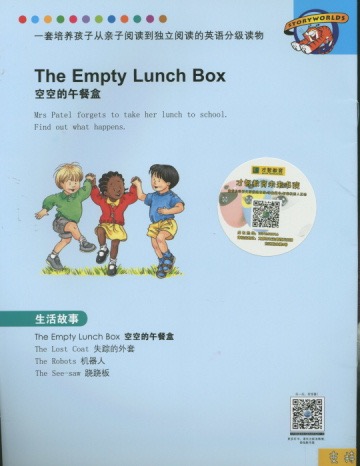 STORYWORLDS
一套培养孩子从亲子阅读到独立阅读的英语分级读物
The Empty Lunch Box
空空的午餐盒
Mrs Patel forgets to take her lunch to school.
Find out what happens.
生活故事
The Empty Lunch Box 空空的午餐盒
The Lost Coat 失踪的外套
The Robots 机器人
The See-saw 跷跷板